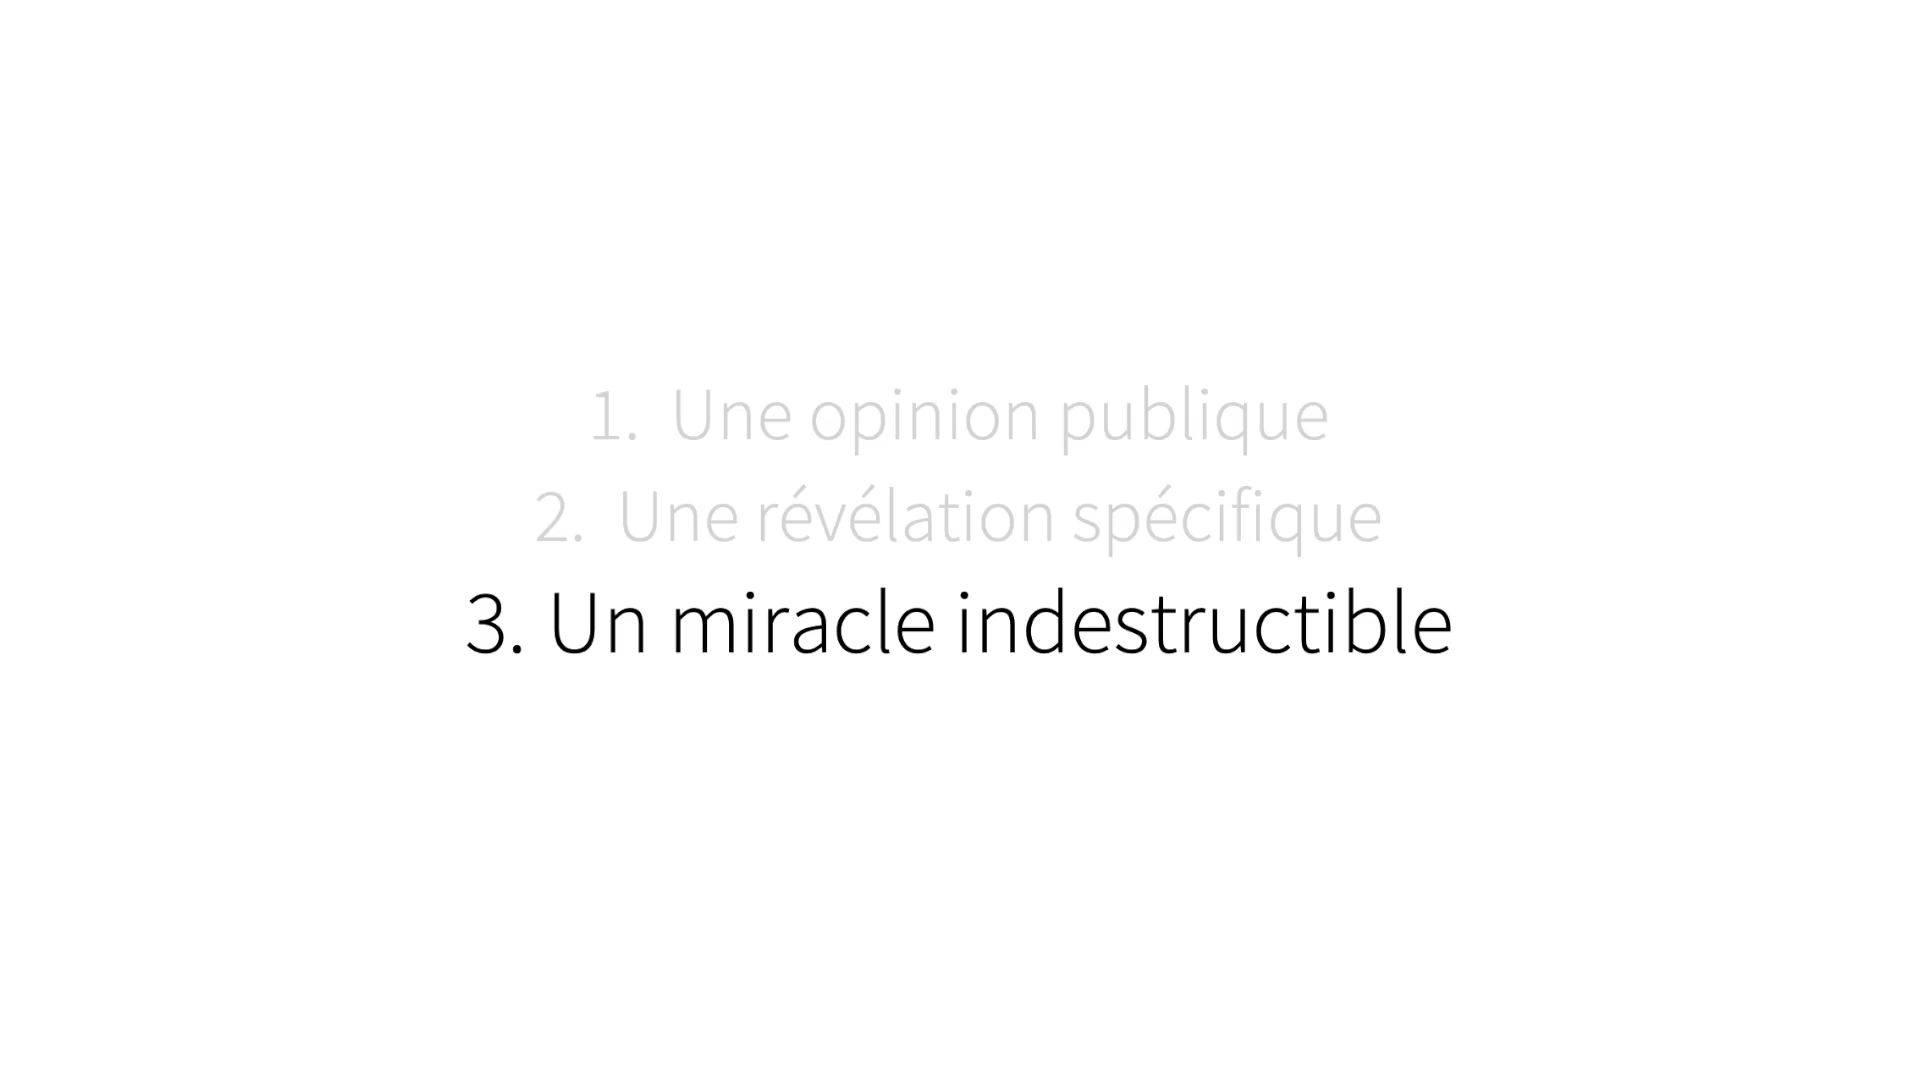 1. Une opinion publique
2. Une révélation spécifique
3. Un miracle indestructible